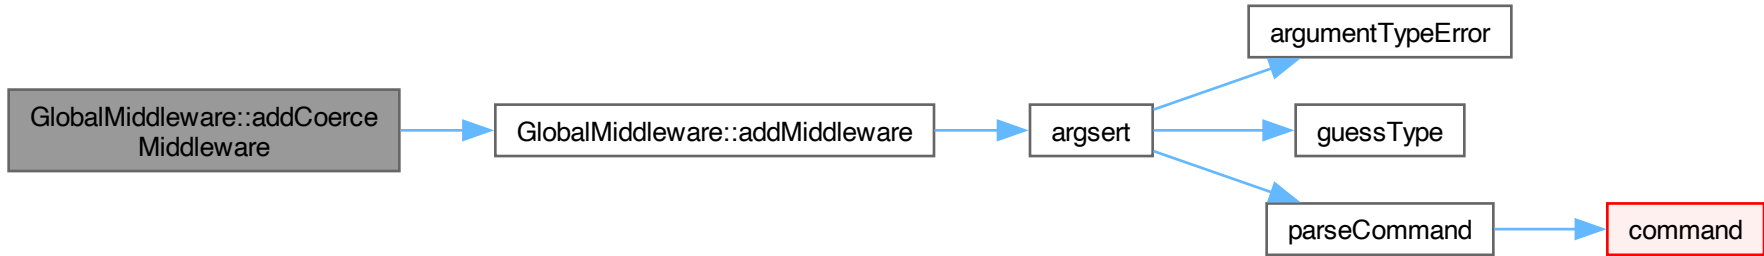 GlobalMiddleware::addCoerce
Middleware
GlobalMiddleware::addMiddleware
argsert
argumentTypeError
guessType
parseCommand
command